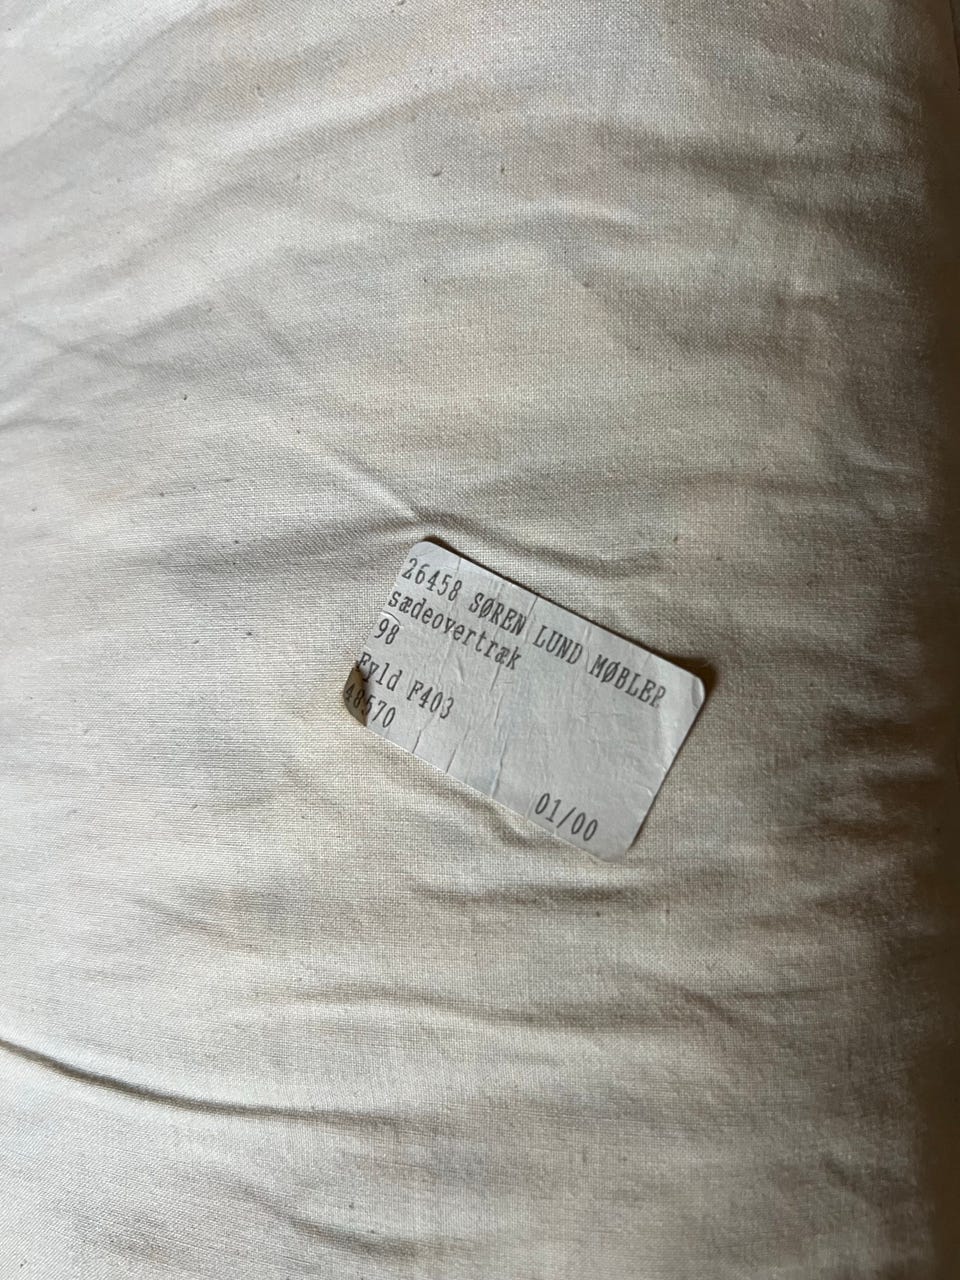 26458 SØREN LUND MØBLER
sædeovertræk
98
Fyld F403
48570
01/00